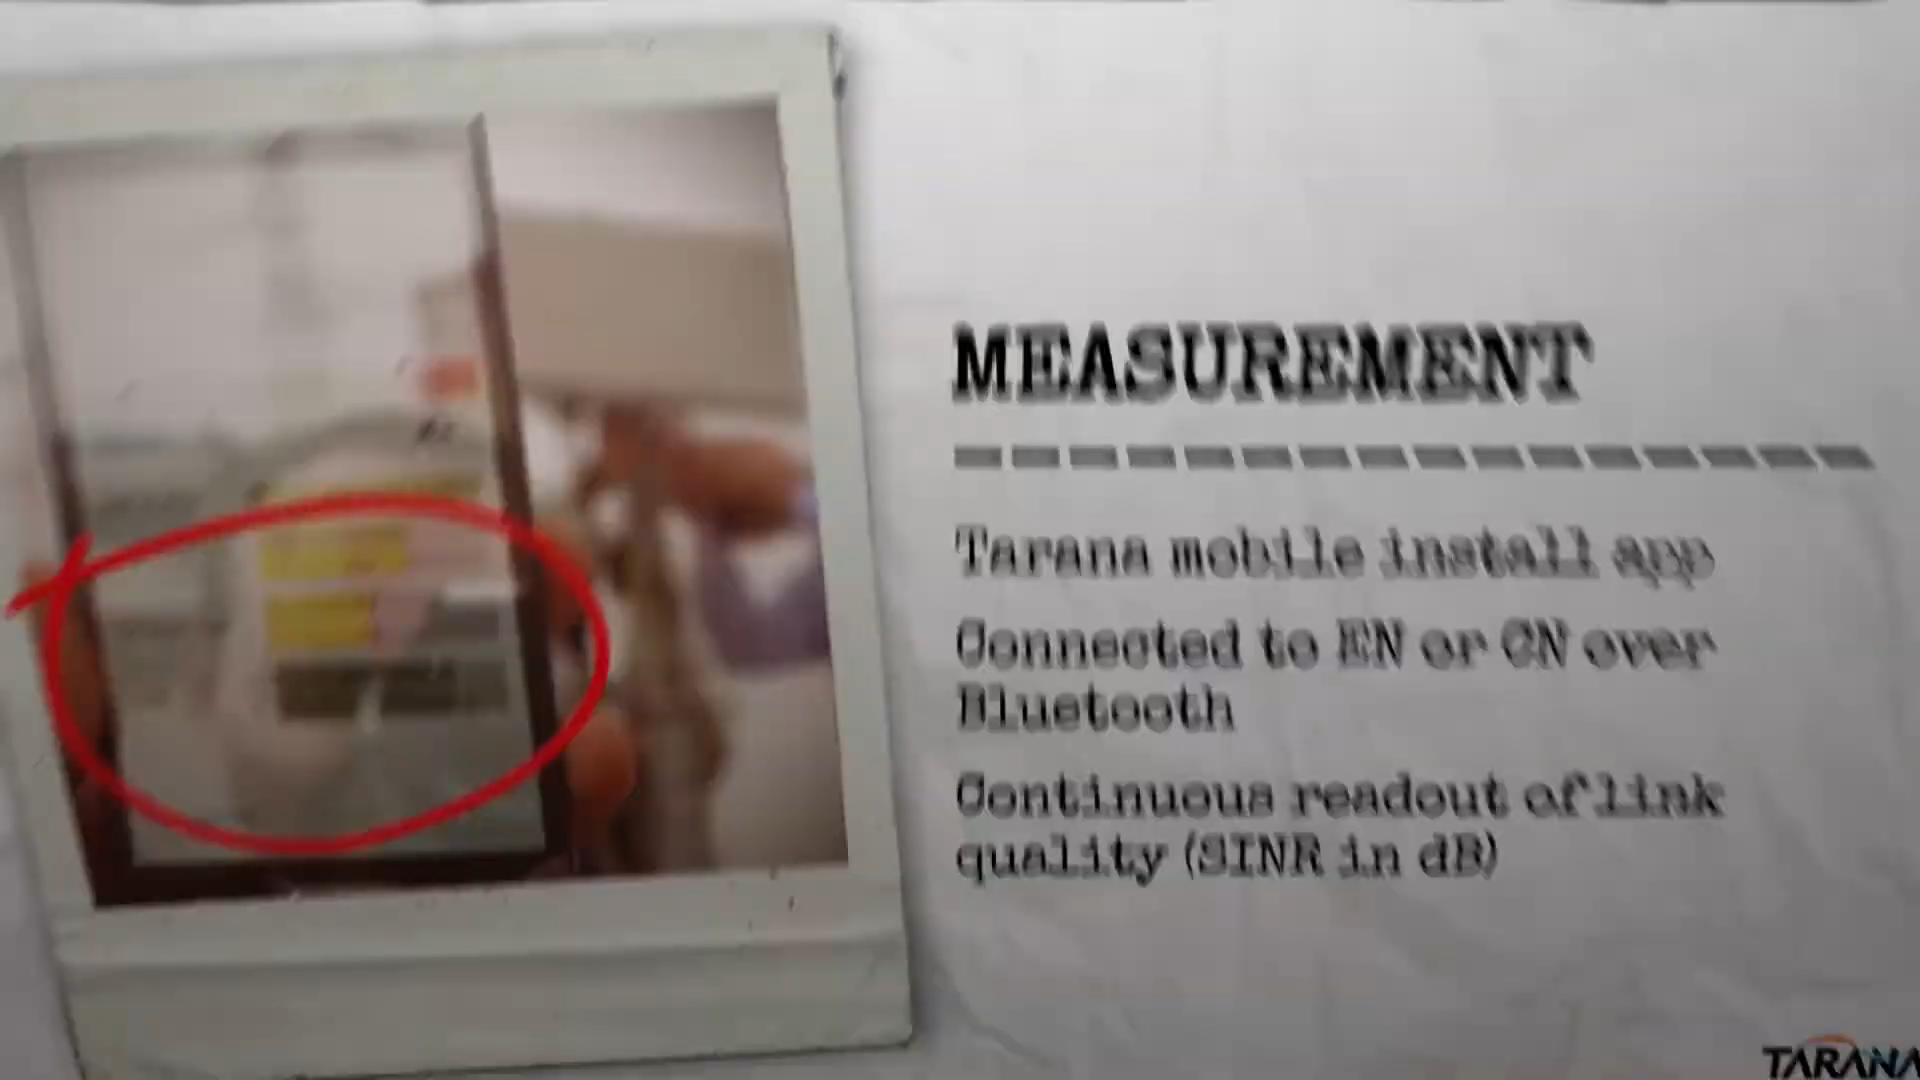 MEASUREMENT
Tarana mobile install app
Connected to EN or CN over
Bluetooth
Continuous readout of link
quality (SINR in dB)
TARANA